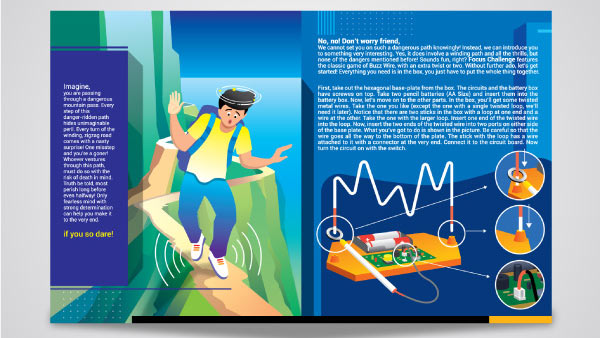 Imagine,
you are passing
through a dangerous
mountain pass. Every
step of this
danger-ridden path
hides unimaginable
peril. Every turn of the
winding, zigzag road
comes with a nasty
surprise! One misstep
and you're gone!
Whoever ventures
through this path,
must do so with the
risk of death in mind.
Truth be told, most
perish long before
even halfway! Only
fearless mind with
strong determination
can help you make it
to the very end.
if you so dare!
No, no! Don't worry friend,
We cannot set you on such a dangerous path knowingly! Instead, we can introduce you
to something very interesting. Yes, it does involve a winding path and all the thrills, but
none of the dangers mentioned before! Sounds fun, right? Focus Challenge features
the classic game of Buzz Wire, with an extra twist or two. Without further ado, let's get
started! Everything you need is in the box, you just have to put the whole thing together.
First, take out the hexagonal base-plate from the box. The circuits and the battery box
have screws on top. Take two pencil batteries (AA Size) and insert them into the
battery box. Now, let's move on to the other parts. In the box, you'll get some twisted
metal wires. Take the one you like (except the one with a single twisted loop, we'll
need it later). Notice that there are two sticks in the box with a loop at one end and a
wire at the other. Take the one with the larger loop. Insert one end of the twisted wire
into the loop. Now, insert the two ends of the twisted wire into two ports on either side
of the base plate. What you've got to do is shown in the picture. Be careful so that the
wire goes all the way to the bottom of the plate. The stick with the loop has a wire
attached to it with a connector at the very end. Connect it to the circuit board. Now
turn the circuit on with the switch.